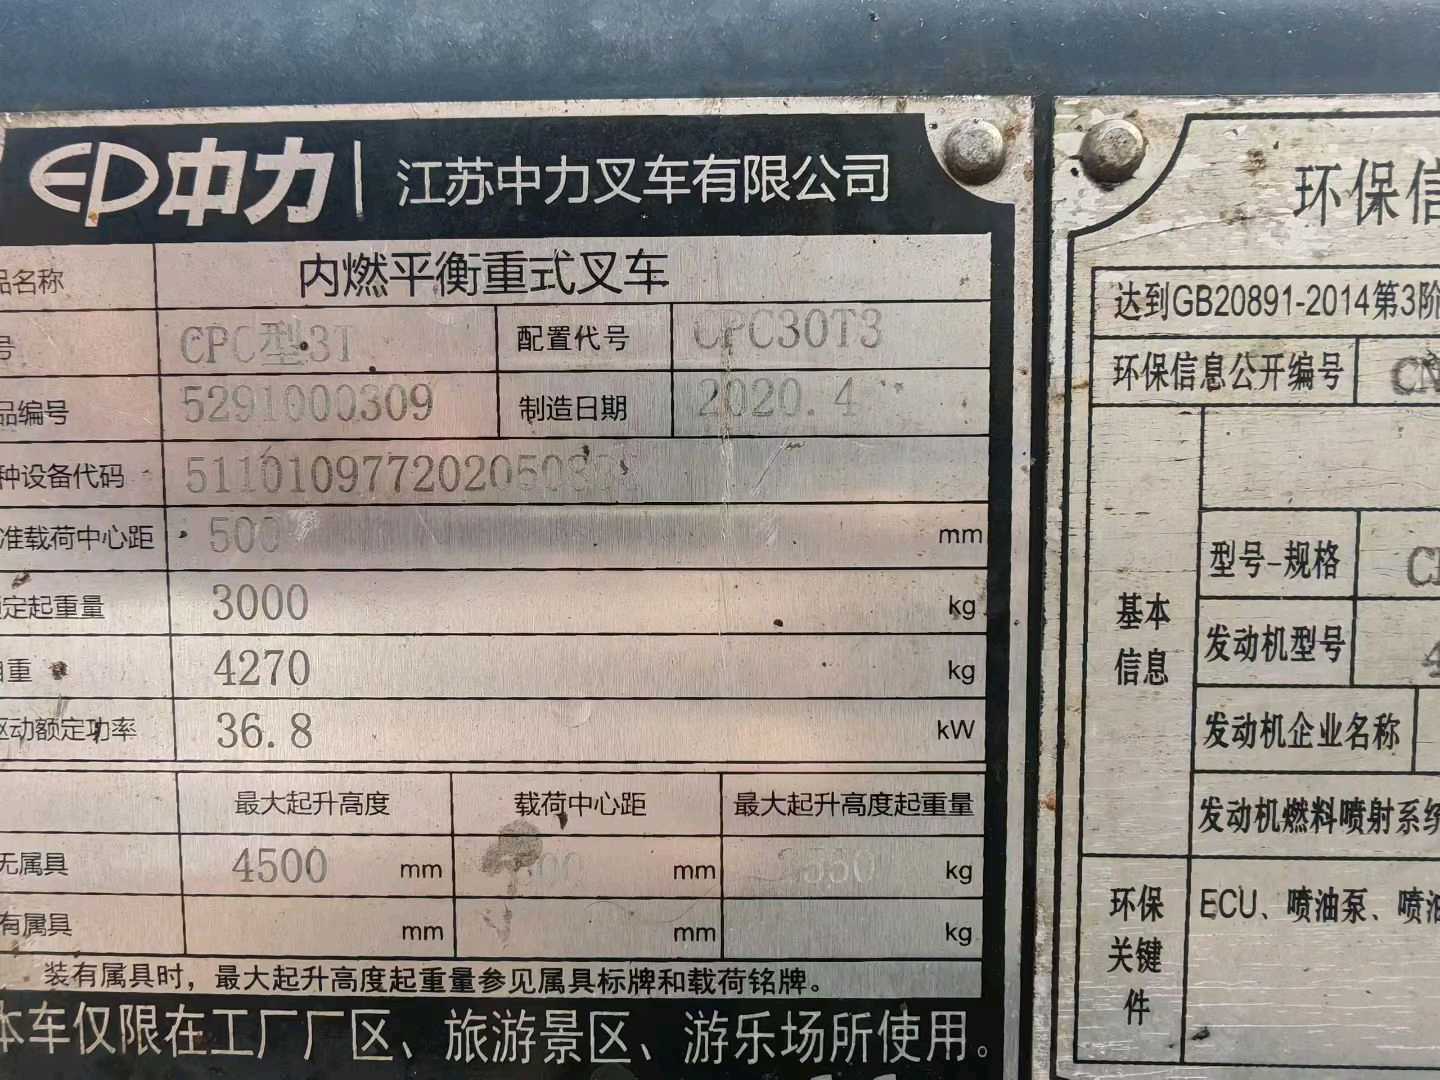 EP 中力 | 江苏中力叉车有限公司
品名称 内燃平衡重式叉车
号 CPC型3T 配置代号 CPC30T3
品编号 5291000309 制造日期 2020.4
种设备代码
准载荷中心距 500 mm
定起重量 3000 kg
自重 4270 kg
驱动额定功率 36.8 kW
最大起升高度 载荷中心距 最大起升高度起重量
无属具 4500 mm mm kg
有属具 mm mm kg
装有属具时，最大起升高度起重量参见属具标牌和载荷铭牌。
本车仅限在工厂厂区、旅游景区、游乐场所使用。
环保信
达到GB20891-2014第3阶
环保信息公开编号 CN
基本信息
型号-规格
发动机型号 4
发动机企业名称
发动机燃料喷射系统
环保关键件
ECU、喷油泵、喷油